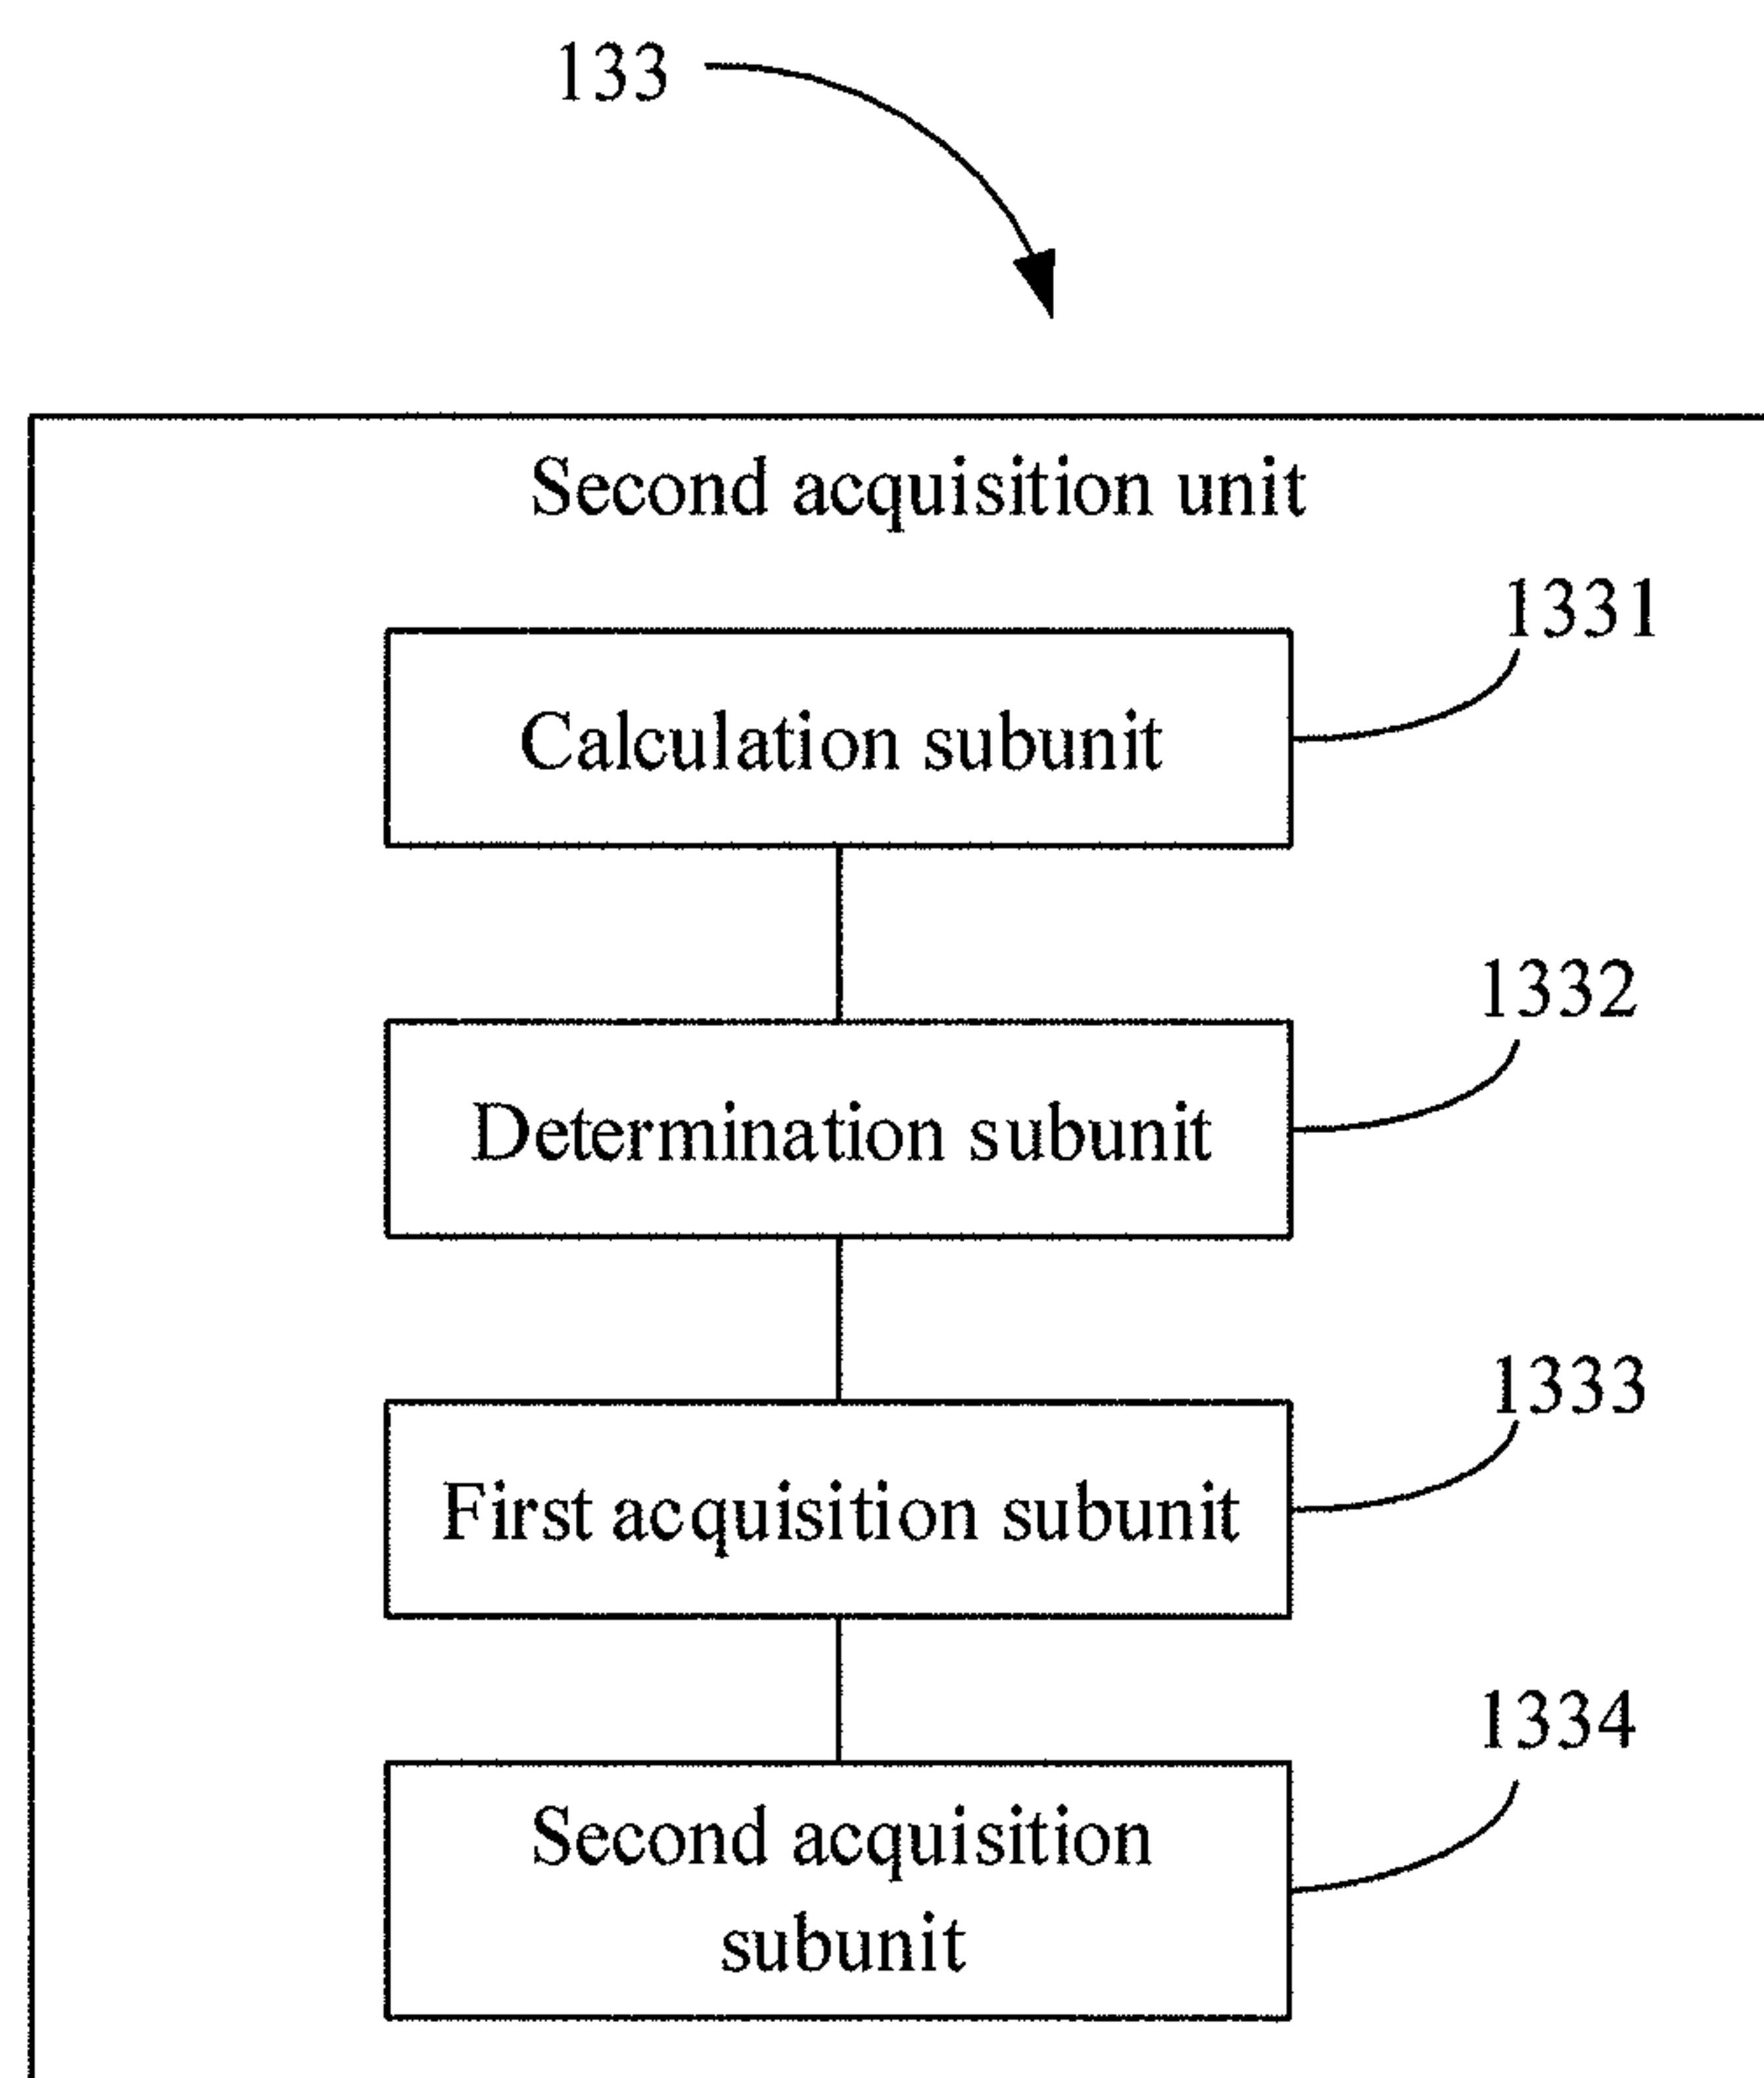 133
Second acquisition unit
1331
Calculation subunit
1332
Determination subunit
1333
First acquisition subunit
1334
Second acquisition
subunit